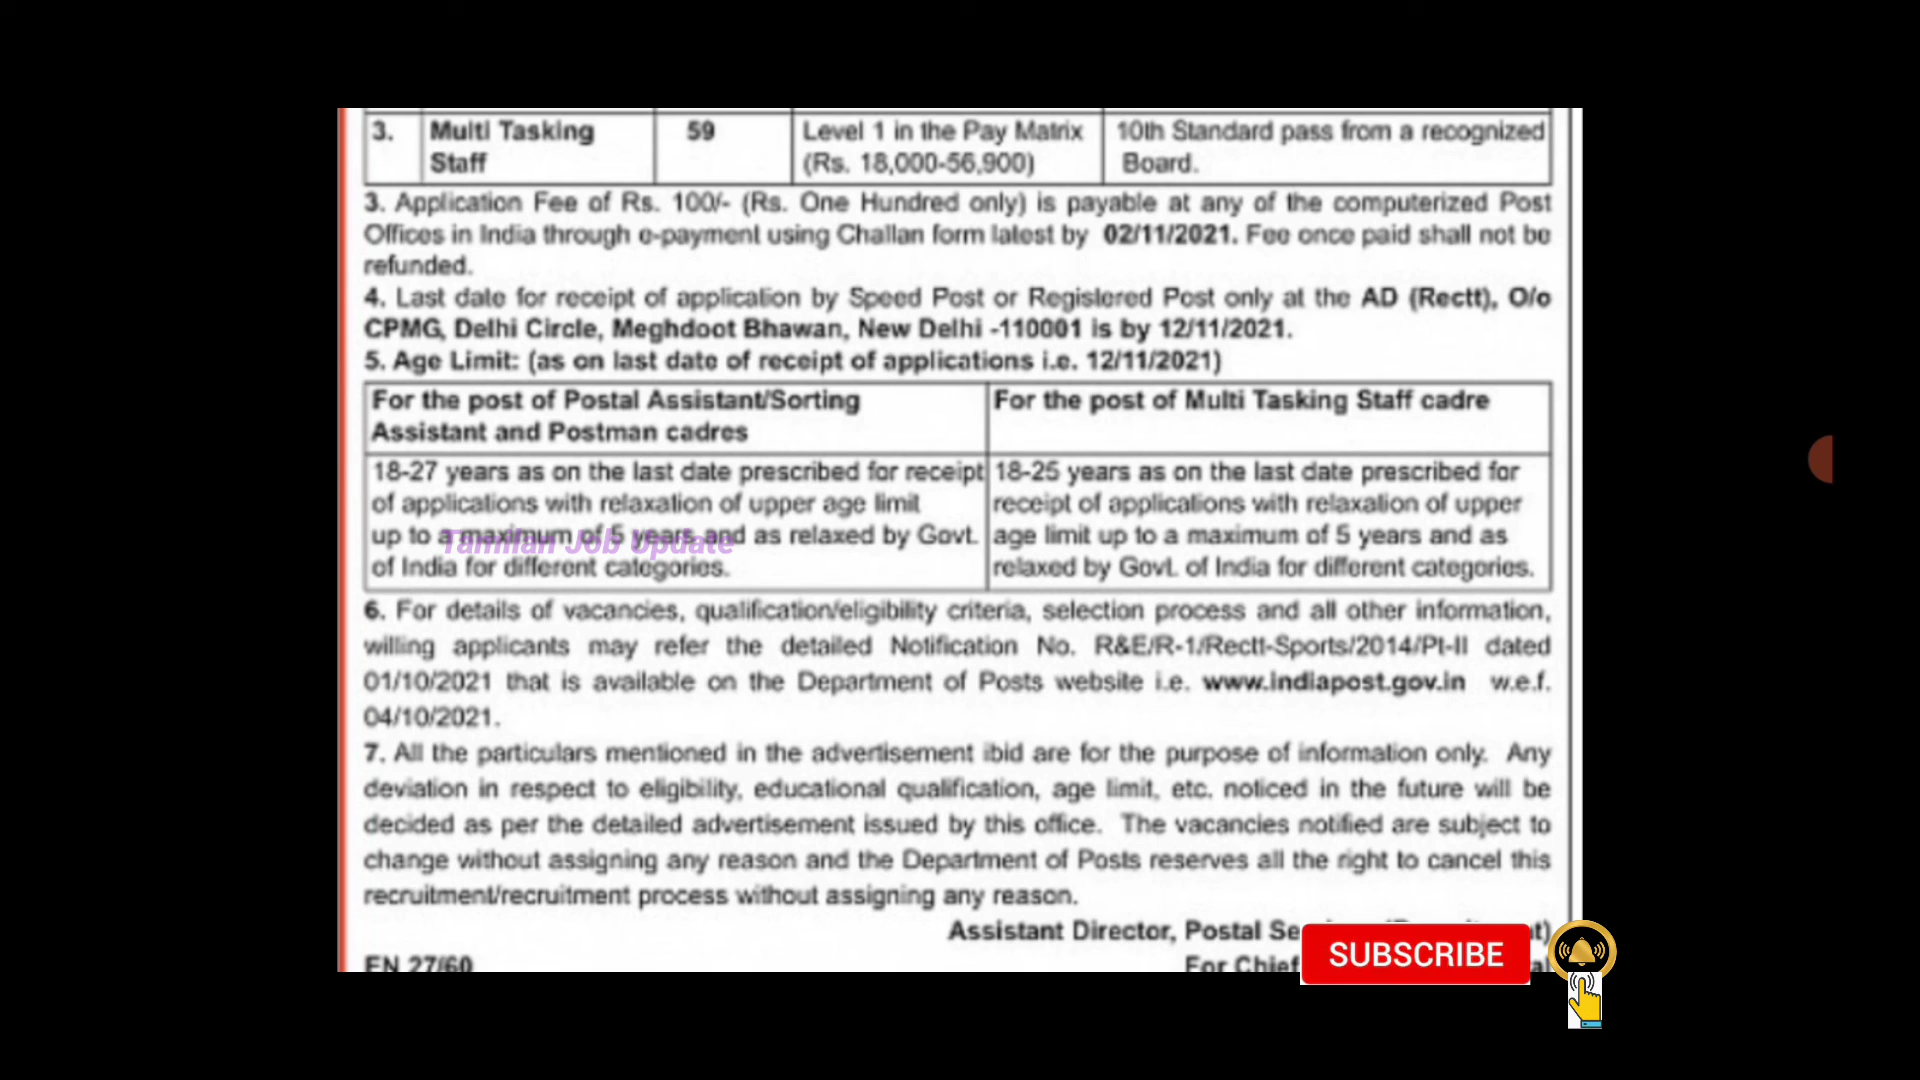 3. Multi Tasking Staff 59 Level 1 in the Pay Matrix (Rs. 18,000-56,900) 10th Standard pass from a recognized Board.
3. Application Fee of Rs. 100/- (Rs. One Hundred only) is payable at any of the computerized Post
Offices in India through e-payment using Challan form latest by 02/11/2021. Fee once paid shall not be
refunded.
4. Last date for receipt of application by Speed Post or Registered Post only at the AD (Rectt), O/o
CPMG, Delhi Circle, Meghdoot Bhawan, New Delhi -110001 is by 12/11/2021.
5. Age Limit: (as on last date of receipt of applications i.e. 12/11/2021)
For the post of Postal Assistant/Sorting
Assistant and Postman cadres
For the post of Multi Tasking Staff cadre
18-27 years as on the last date prescribed for receipt
of applications with relaxation of upper age limit
up to a maximum of 5 years and as relaxed by Govt.
of India for different categories.
Tamilan Job Update
18-25 years as on the last date prescribed for
receipt of applications with relaxation of upper
age limit up to a maximum of 5 years and as
relaxed by Govt. of India for different categories.
6. For details of vacancies, qualification/eligibility criteria, selection process and all other information,
willing applicants may refer the detailed Notification No. R&E/R-1/Rectt-Sports/2014/Pt-II dated
01/10/2021 that is available on the Department of Posts website i.e. www.indiapost.gov.in w.e.f.
04/10/2021.
7. All the particulars mentioned in the advertisement ibid are for the purpose of information only. Any
deviation in respect to eligibility, educational qualification, age limit, etc. noticed in the future will be
decided as per the detailed advertisement issued by this office. The vacancies notified are subject to
change without assigning any reason and the Department of Posts reserves all the right to cancel this
recruitment/recruitment process without assigning any reason.
Assistant Director, Postal
EN 27/60
For Chief
SUBSCRIBE